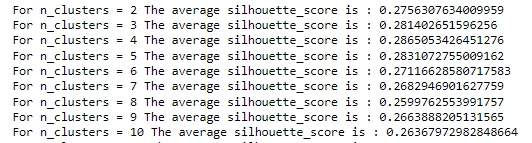 For n_clusters = 2 The average silhouette_score is : 0.2756307634009959
For n_clusters = 3 The average silhouette_score is : 0.281402651596256
For n_clusters = 4 The average silhouette_score is : 0.2865053426451276
For n_clusters = 5 The average silhouette_score is : 0.2831072755009162
For n_clusters = 6 The average silhouette_score is : 0.27116628580717583
For n_clusters = 7 The average silhouette_score is : 0.2682946901627759
For n_clusters = 8 The average silhouette_score is : 0.2599762553991757
For n_clusters = 9 The average silhouette_score is : 0.2663888205131565
For n_clusters = 10 The average silhouette_score is : 0.26367972982848664